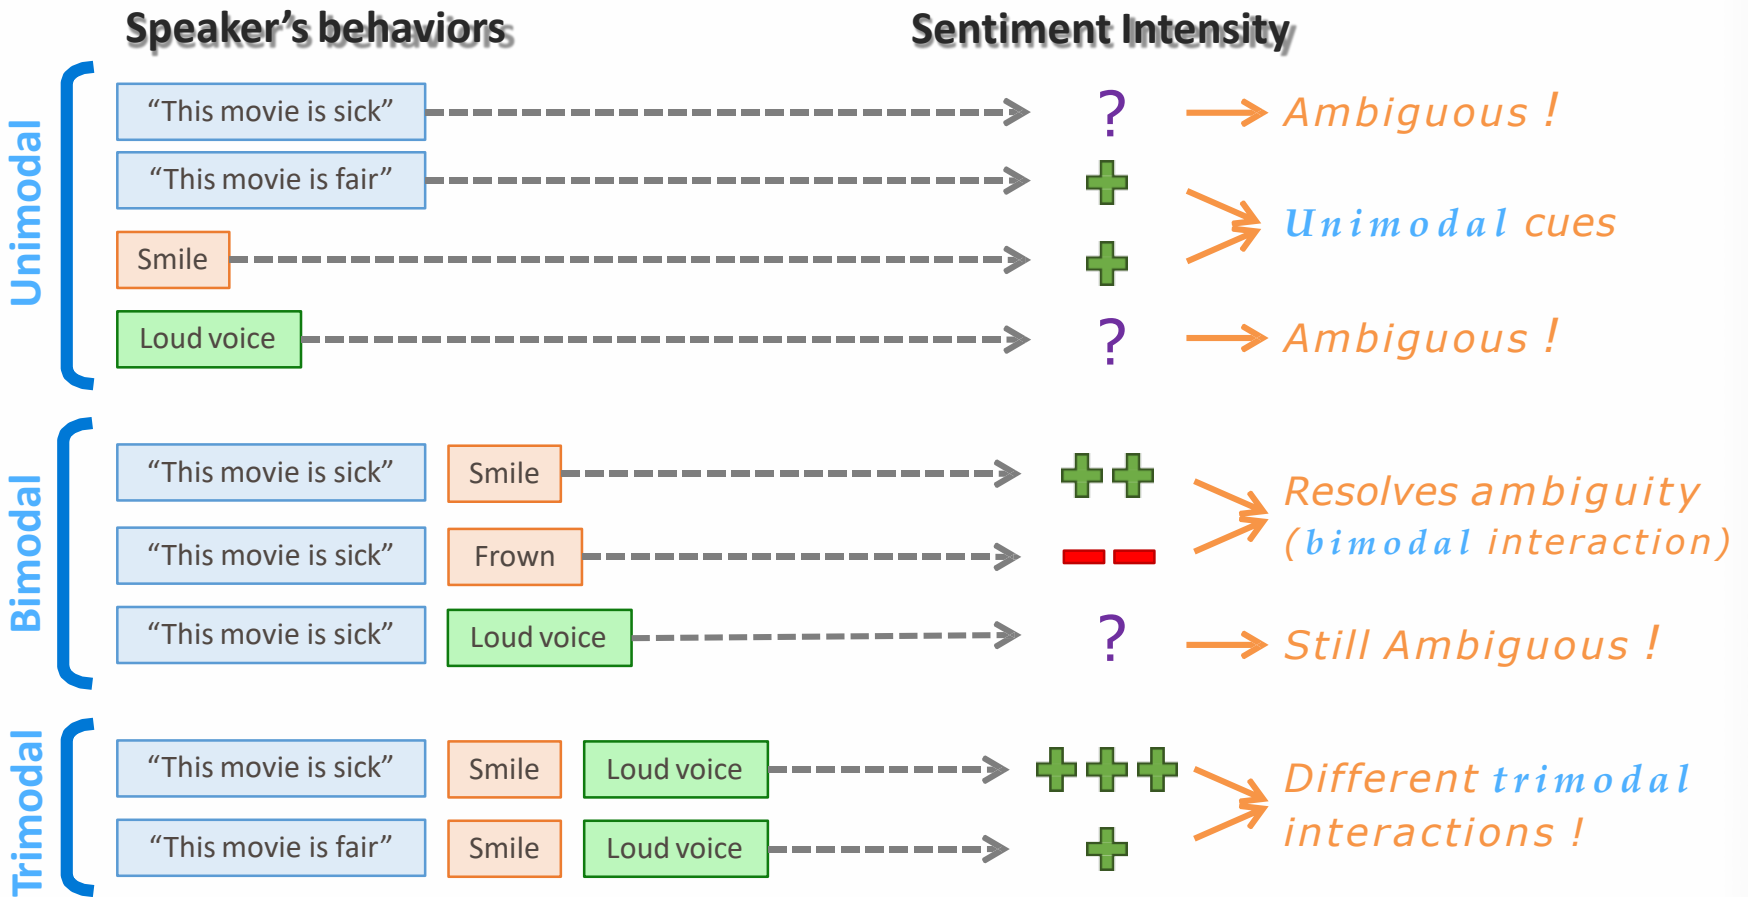 Speaker's behaviors
Sentiment Intensity
Unimodal
"This movie is sick"
?
Ambiguous !
"This movie is fair"
Unimodal cues
Smile
Loud voice
?
Ambiguous !
Bimodal
"This movie is sick"
Smile
Resolves ambiguity
(bimodal interaction)
"This movie is sick"
Frown
"This movie is sick"
Loud voice
?
Still Ambiguous !
Trimodal
"This movie is sick"
Smile
Loud voice
Different trimodal
interactions !
"This movie is fair"
Smile
Loud voice